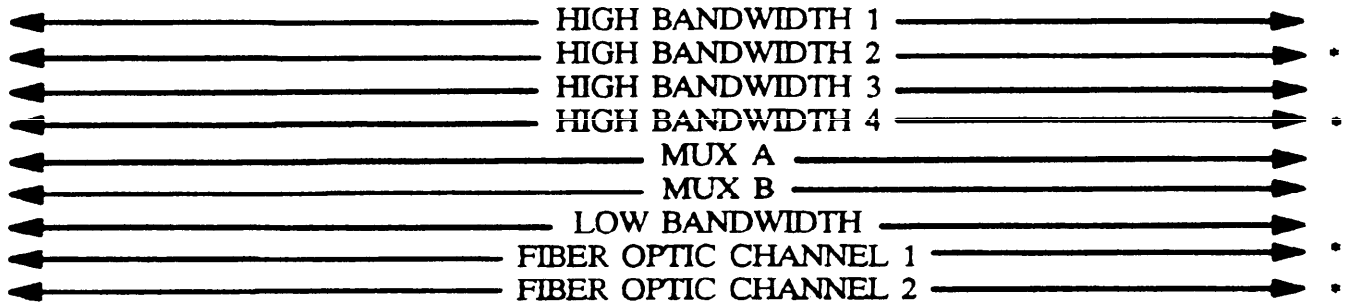 HIGH BANDWIDTH 1
HIGH BANDWIDTH 2 *
HIGH BANDWIDTH 3
HIGH BANDWIDTH 4 *
MUX A
MUX B
LOW BANDWIDTH
FIBER OPTIC CHANNEL 1 *
FIBER OPTIC CHANNEL 2 *